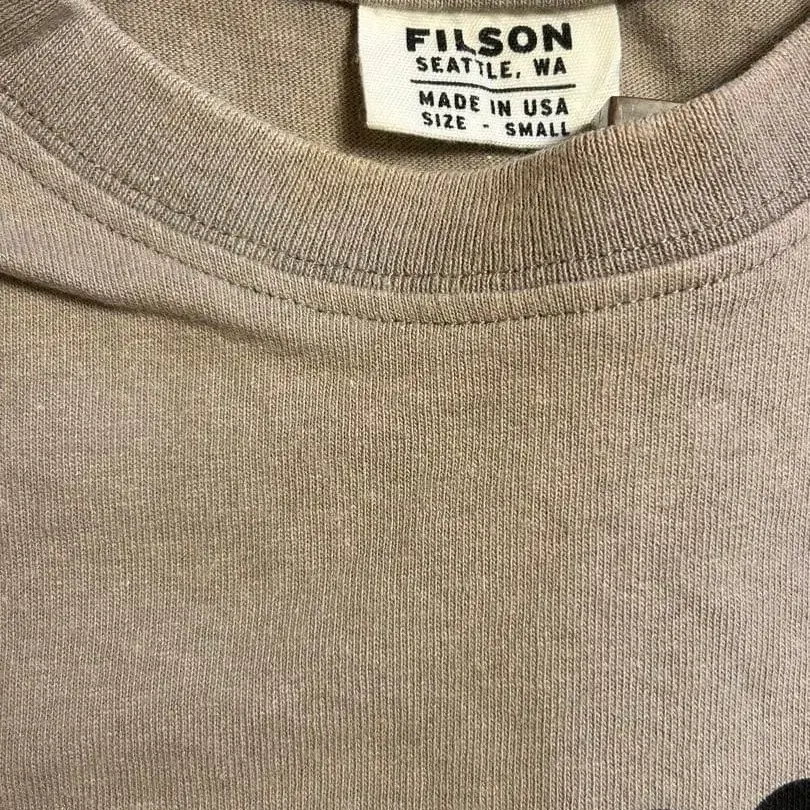 FILSON
SEATTLE, WA
MADE IN USA
SIZE - SMALL